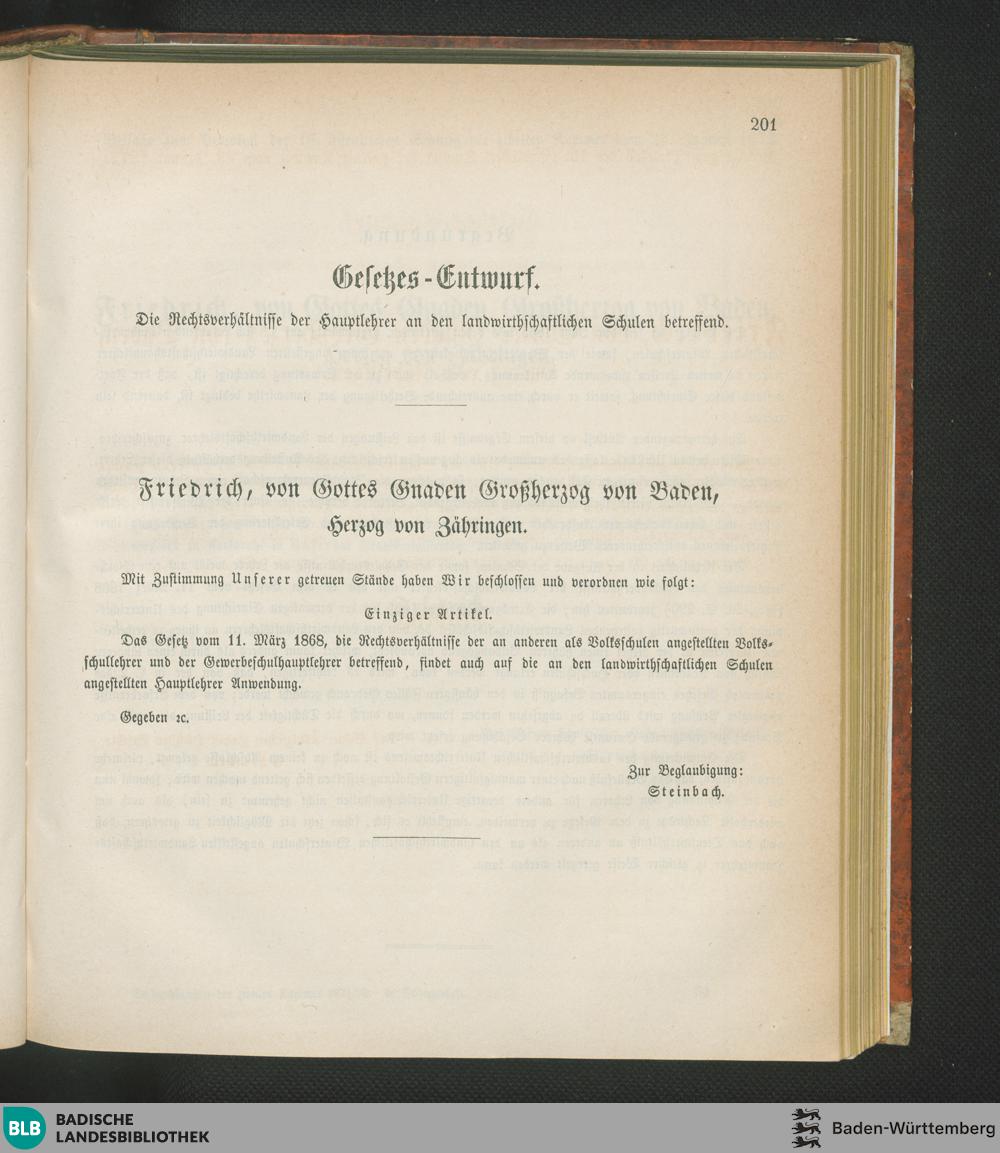 201
Gesetzes-Entwurf.
Die Rechtsverhältnisse der Hauptlehrer an den landwirthschaftlichen Schulen betreffend.
Friedrich, von Gottes Gnaden Großherzog von Baden,
Herzog von Zähringen.
Mit Zustimmung Unserer getreuen Stände haben Wir beschlossen und verordnen wie folgt:
Einziger Artikel.
Das Gesetz vom 11. März 1868, die Rechtsverhältnisse der an anderen als Volksschulen angestellten Volks-
schullehrer und der Gewerbeschulhauptlehrer betreffend, findet auch auf die an den landwirthschaftlichen Schulen
angestellten Hauptlehrer Anwendung.
Gegeben ꝛc.
Zur Beglaubigung:
Steinbach.
BLB BADISCHE
LANDESBIBLIOTHEK
Baden-Württemberg